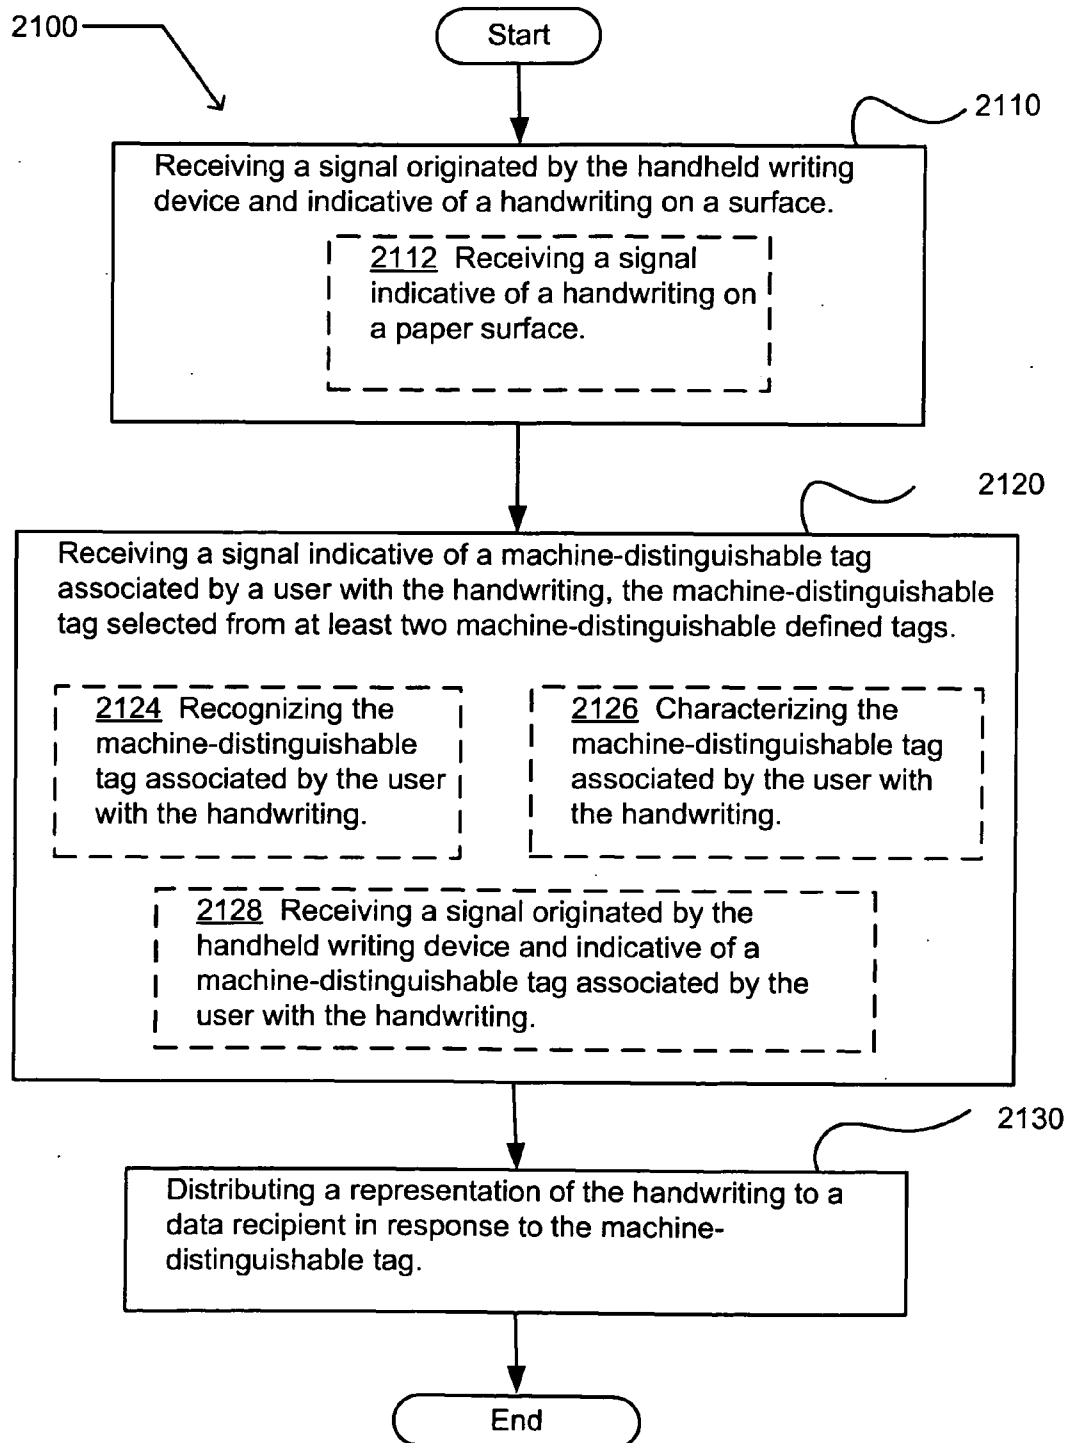 2100
Start
2110
Receiving a signal originated by the handheld writing
device and indicative of a handwriting on a surface.
2112 Receiving a signal
indicative of a handwriting on
a paper surface.
2120
Receiving a signal indicative of a machine-distinguishable tag
associated by a user with the handwriting, the machine-distinguishable
tag selected from at least two machine-distinguishable defined tags.
2124 Recognizing the
machine-distinguishable
tag associated by the user
with the handwriting.
2126 Characterizing the
machine-distinguishable tag
associated by the user with
the handwriting.
2128 Receiving a signal originated by the
handheld writing device and indicative of a
machine-distinguishable tag associated by the
user with the handwriting.
2130
Distributing a representation of the handwriting to a
data recipient in response to the machine-
distinguishable tag.
End